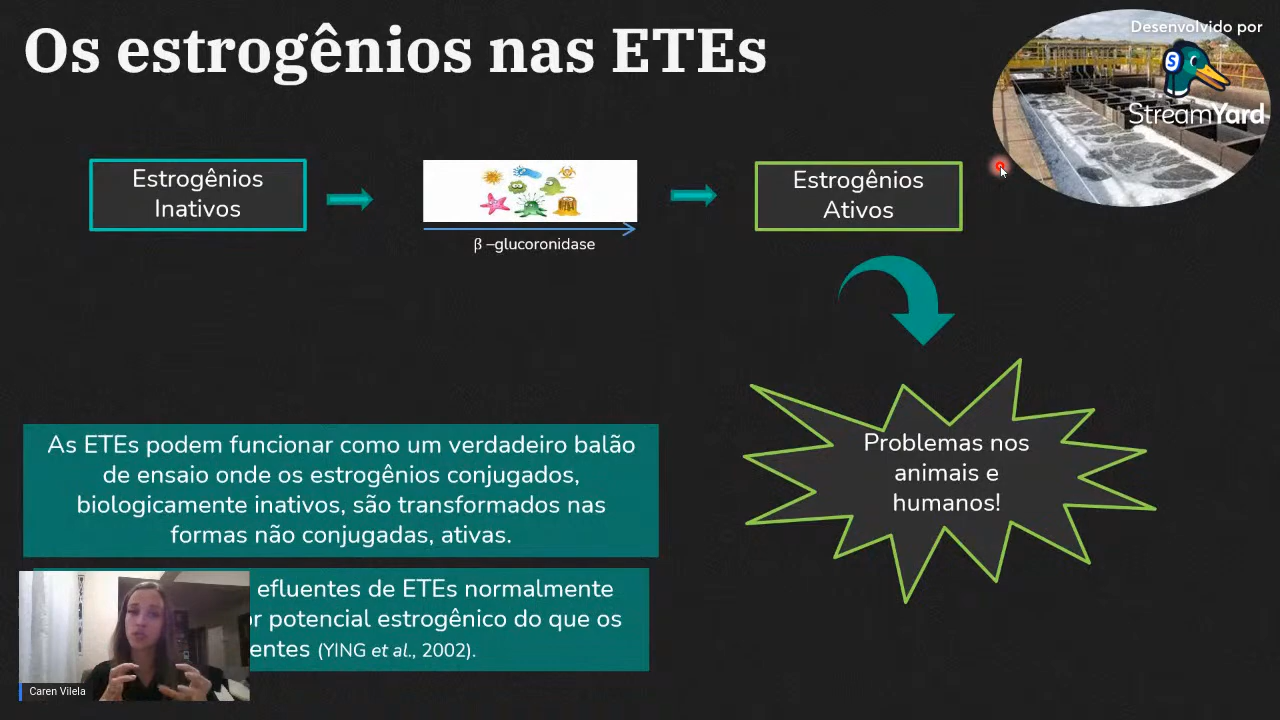 Os estrogênios nas ETEs
Desenvolvido por
S
StreamYard
Estrogênios
Inativos
β –glucoronidase
Estrogênios
Ativos
Problemas nos
animais e
humanos!
As ETEs podem funcionar como um verdadeiro balão
de ensaio onde os estrogênios conjugados,
biologicamente inativos, são transformados nas
formas não conjugadas, ativas.
efluentes de ETEs normalmente
potencial estrogênico do que os
(YING et al., 2002).
Caren Vilela